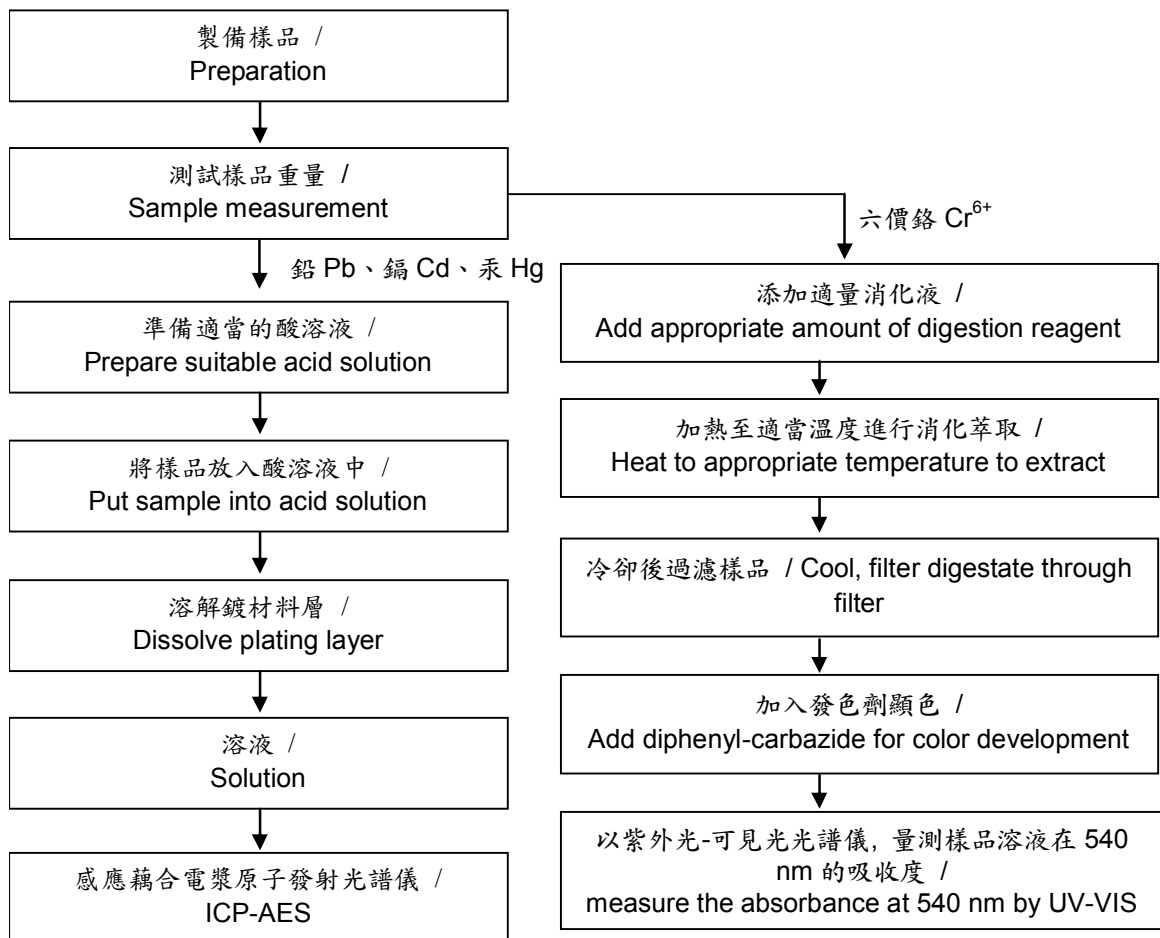 製備樣品 /
Preparation
測試樣品重量 /
Sample measurement
鉛 Pb、鎘 Cd、汞 Hg
準備適當的酸溶液 /
Prepare suitable acid solution
將樣品放入酸溶液中 /
Put sample into acid solution
溶解鍍材料層 /
Dissolve plating layer
溶液 /
Solution
感應藕合電漿原子發射光譜儀 /
ICP-AES
六價鉻 Cr⁶⁺
添加適量消化液 /
Add appropriate amount of digestion reagent
加熱至適當溫度進行消化萃取 /
Heat to appropriate temperature to extract
冷卻後過濾樣品 / Cool, filter digestate through
filter
加入發色劑顯色 /
Add diphenyl-carbazide for color development
以紫外光-可見光光譜儀, 量測樣品溶液在 540
nm 的吸收度 /
measure the absorbance at 540 nm by UV-VIS